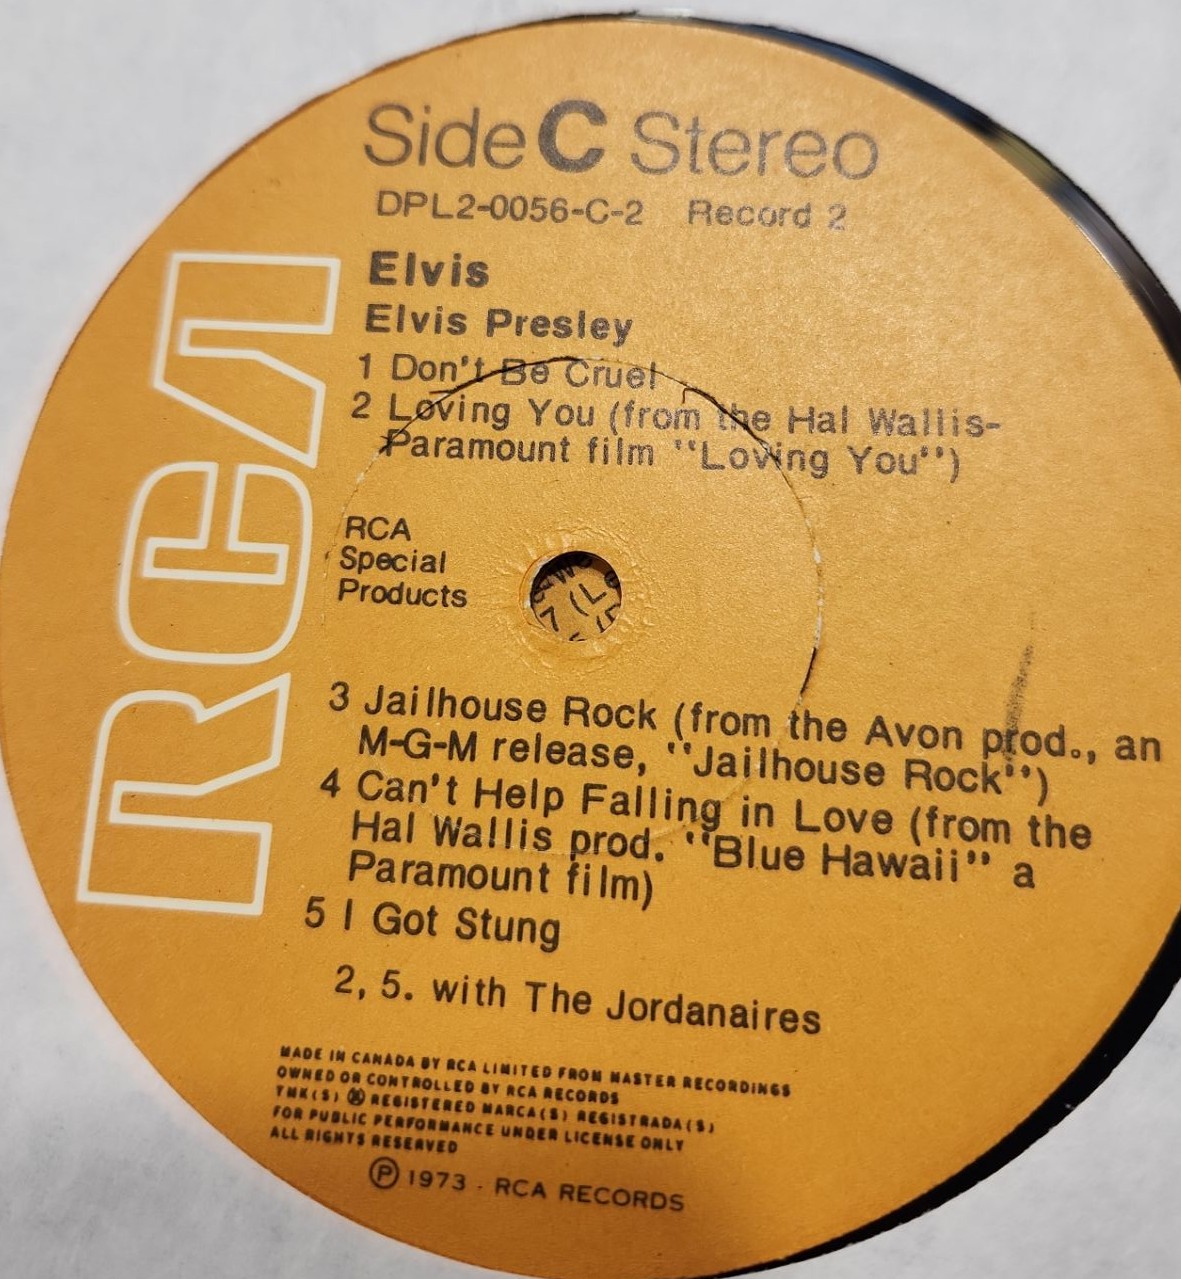 Side C Stereo
DPL2-0056-C-2 Record 2
Elvis
Elvis Presley
1 Don't Be Cruel
2 Loving You (from the Hal Wallis-
Paramount film "Loving You")
RCA
RCA
Special
Products
7 (L
3 Jailhouse Rock (from the Avon prod., an
M-G-M release, "Jailhouse Rock")
4 Can't Help Falling in Love (from the
Hal Wallis prod. "Blue Hawaii" a
Paramount film)
5 I Got Stung
2, 5. with The Jordanaires
MADE IN CANADA BY RCA LIMITED FROM MASTER RECORDINGS
OWNED OR CONTROLLED BY RCA RECORDS
TMK(S) ® REGISTERED MARCA(S) REGISTRADA(S)
FOR PUBLIC PERFORMANCE UNDER LICENSE ONLY
ALL RIGHTS RESERVED
℗ 1973 - RCA RECORDS